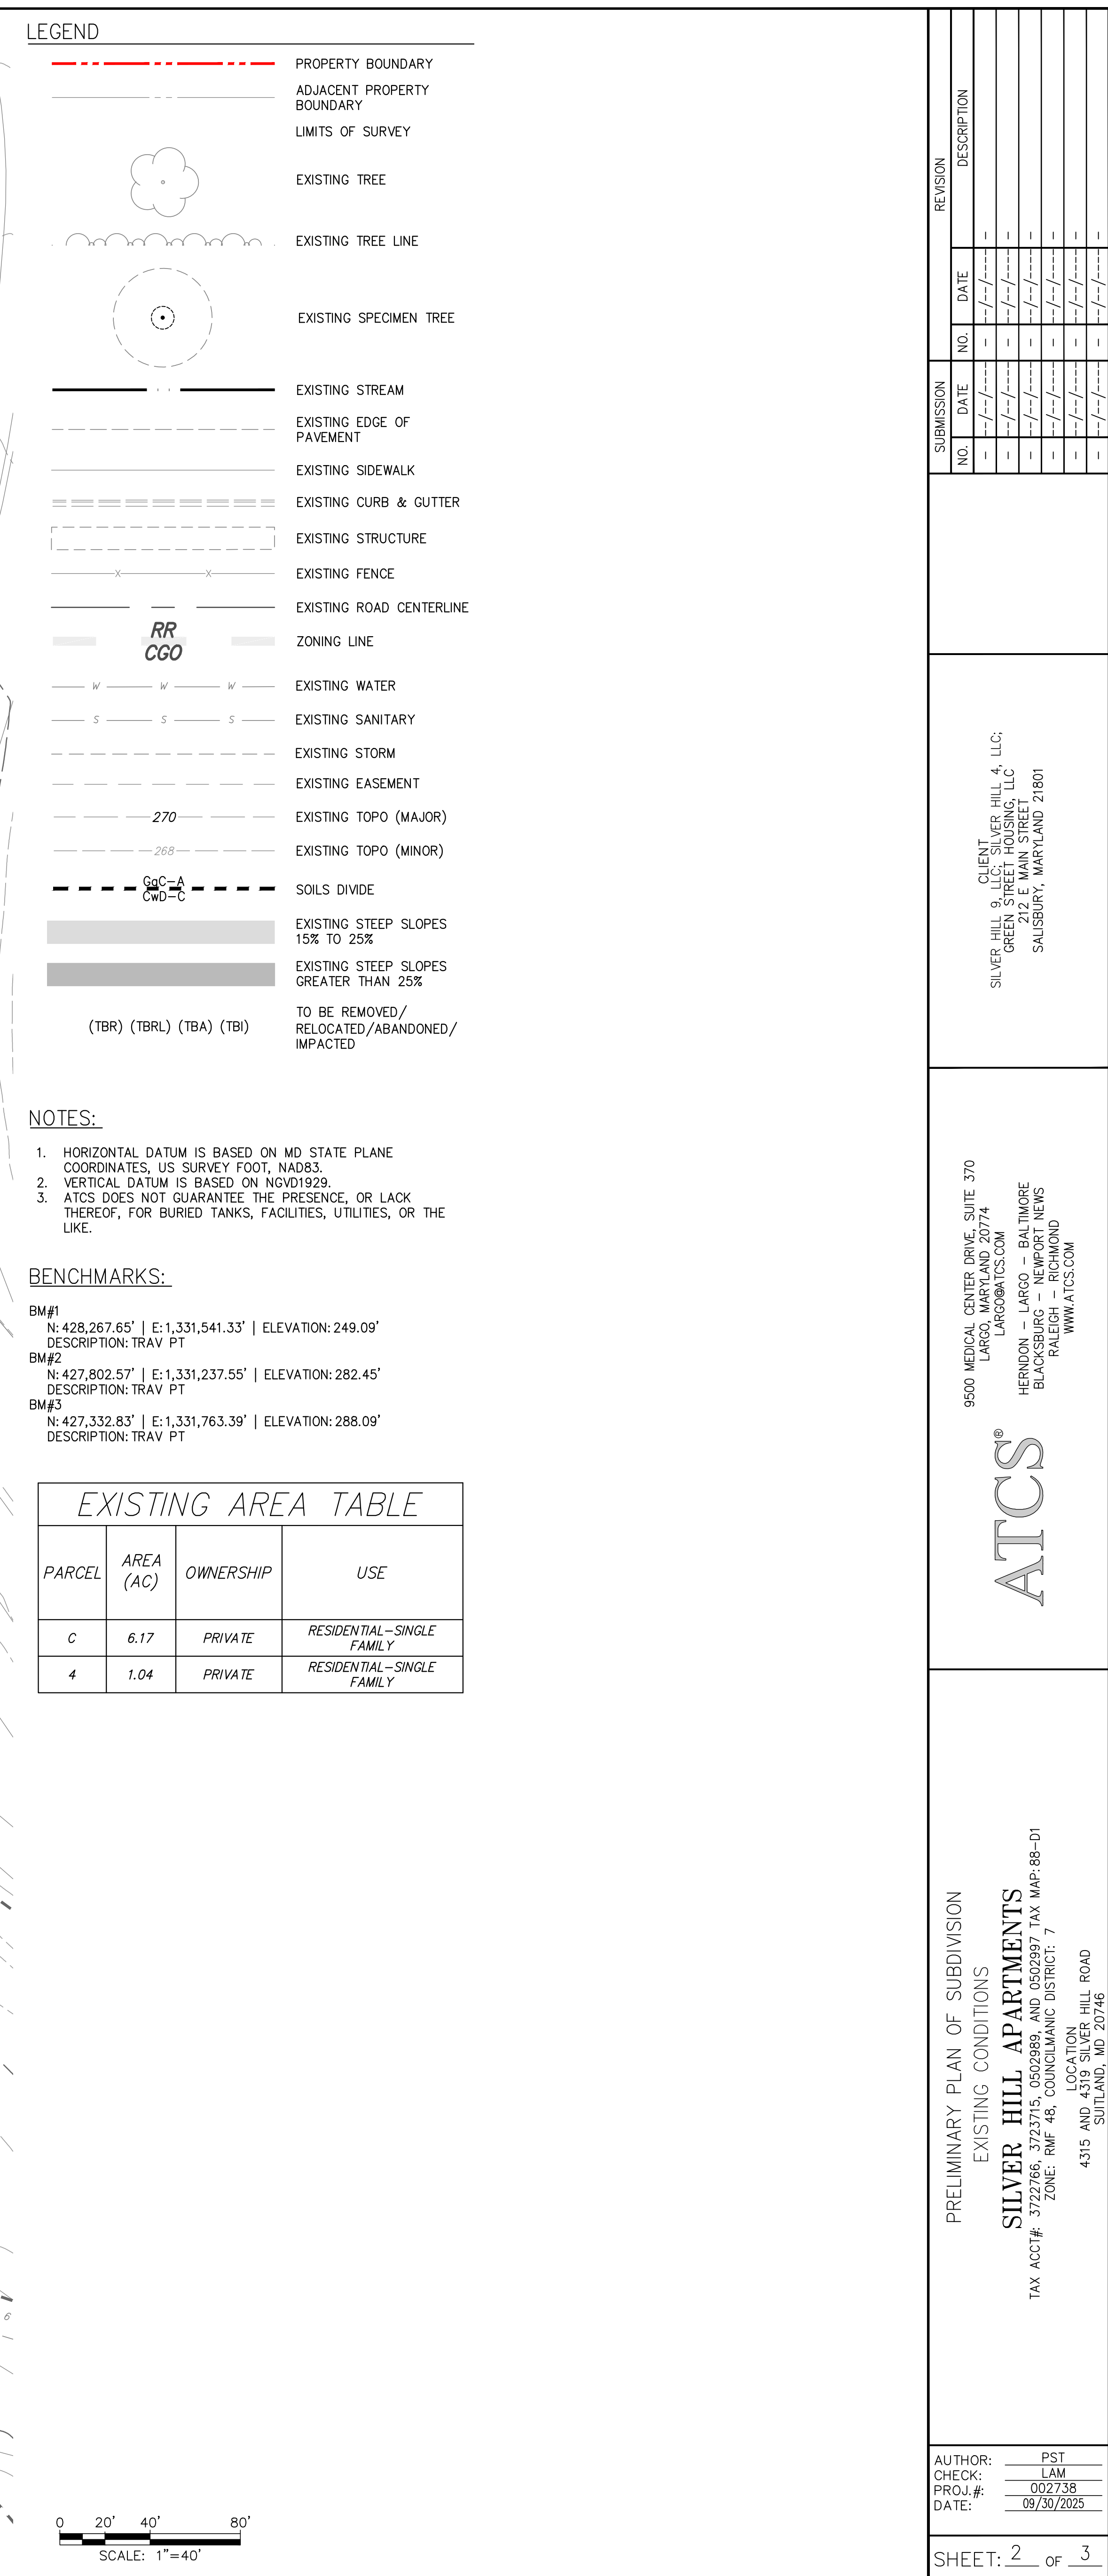 LEGEND
PROPERTY BOUNDARY
ADJACENT PROPERTY
BOUNDARY
LIMITS OF SURVEY
EXISTING TREE
EXISTING TREE LINE
EXISTING SPECIMEN TREE
EXISTING STREAM
EXISTING EDGE OF
PAVEMENT
EXISTING SIDEWALK
EXISTING CURB & GUTTER
EXISTING STRUCTURE
X X EXISTING FENCE
EXISTING ROAD CENTERLINE
RR
CGO
ZONING LINE
W W W EXISTING WATER
S S S EXISTING SANITARY
EXISTING STORM
EXISTING EASEMENT
270 EXISTING TOPO (MAJOR)
268 EXISTING TOPO (MINOR)
GgC-A
CwD-C
SOILS DIVIDE
EXISTING STEEP SLOPES
15% TO 25%
EXISTING STEEP SLOPES
GREATER THAN 25%
(TBR) (TBRL) (TBA) (TBI)
TO BE REMOVED/
RELOCATED/ABANDONED/
IMPACTED
NOTES:
1. HORIZONTAL DATUM IS BASED ON MD STATE PLANE
COORDINATES, US SURVEY FOOT, NAD83.
2. VERTICAL DATUM IS BASED ON NGVD1929.
3. ATCS DOES NOT GUARANTEE THE PRESENCE, OR LACK
THEREOF, FOR BURIED TANKS, FACILITIES, UTILITIES, OR THE
LIKE.
BENCHMARKS:
BM#1
N: 428,267.65' | E: 1,331,541.33' | ELEVATION: 249.09'
DESCRIPTION: TRAV PT
BM#2
N: 427,802.57' | E: 1,331,237.55' | ELEVATION: 282.45'
DESCRIPTION: TRAV PT
BM#3
N: 427,332.83' | E: 1,331,763.39' | ELEVATION: 288.09'
DESCRIPTION: TRAV PT
EXISTING AREA TABLE
PARCEL AREA (AC) OWNERSHIP USE
C 6.17 PRIVATE RESIDENTIAL-SINGLE FAMILY
4 1.04 PRIVATE RESIDENTIAL-SINGLE FAMILY
6
0 20' 40' 80'
SCALE: 1"=40'
SUBMISSION REVISION
NO. DATE NO. DATE DESCRIPTION
- --/--/---- - --/--/---- -
- --/--/---- - --/--/---- -
- --/--/---- - --/--/---- -
- --/--/---- - --/--/---- -
- --/--/---- - --/--/---- -
- --/--/---- - --/--/---- -
CLIENT
SILVER HILL 9, LLC; SILVER HILL 4, LLC;
GREEN STREET HOUSING, LLC
212 E MAIN STREET
SALISBURY, MARYLAND 21801
9500 MEDICAL CENTER DRIVE, SUITE 370
LARGO, MARYLAND 20774
LARGO@ATCS.COM
HERNDON - LARGO - BALTIMORE
BLACKSBURG - NEWPORT NEWS
RALEIGH - RICHMOND
WWW.ATCS.COM
ATCS®
PRELIMINARY PLAN OF SUBDIVISION
EXISTING CONDITIONS
SILVER HILL APARTMENTS
TAX ACCT#: 3722766, 3723715, 0502989, AND 0502997 TAX MAP: 88-D1
ZONE: RMF 48, COUNCILMANIC DISTRICT: 7
LOCATION
4315 AND 4319 SILVER HILL ROAD
SUITLAND, MD 20746
AUTHOR: PST
CHECK: LAM
PROJ.#: 002738
DATE: 09/30/2025
SHEET: 2 OF 3